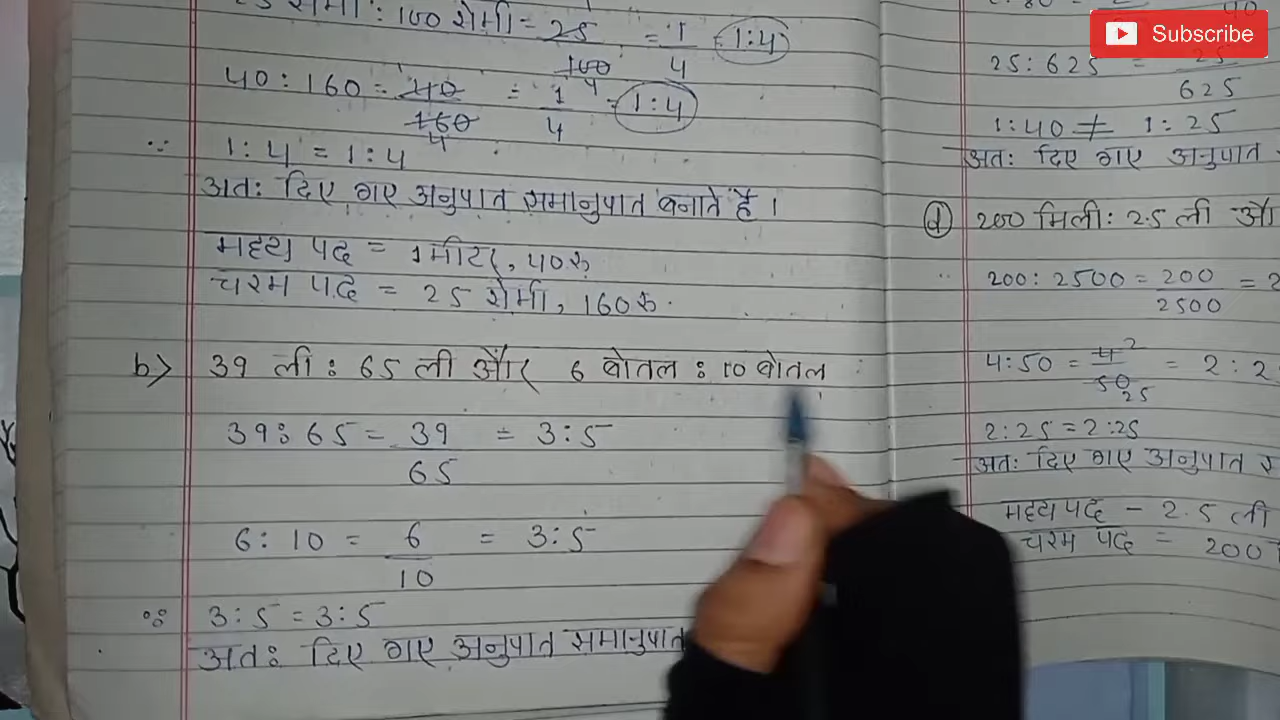 सेमी : 100 सेमी = 25/100 = 1/4 = 1:4
40 : 160 = 40/160 4 = 1/4 = 1:4
∵ 1:4 = 1:4
अतः दिए गए अनुपात समानुपात बनाते है।
मद्द्य पद = 1 मीटर, 40 रु
चरम पद = 25 सेमी, 160 रु.
b> 39 ली : 65 ली और 6 बोतल : 10 बोतल
39 : 65 = 39/65 = 3:5
6 : 10 = 6/10 = 3:5
∵ 3:5 = 3:5
अतः दिए गए अनुपात समानुपात
Subscribe
25 : 625 = 25/625
1:40 ≠ 1:25
अतः दिए गए अनुपात
(d) 200 मिली : 2.5 ली
200 : 2500 = 200/2500 =
4:50 = 4/50 2 25 = 2 : 2
2:25 = 2:25
अतः दिए गए अनुपात
मद्द्य पद - 2.5 ली
चरम पद = 200